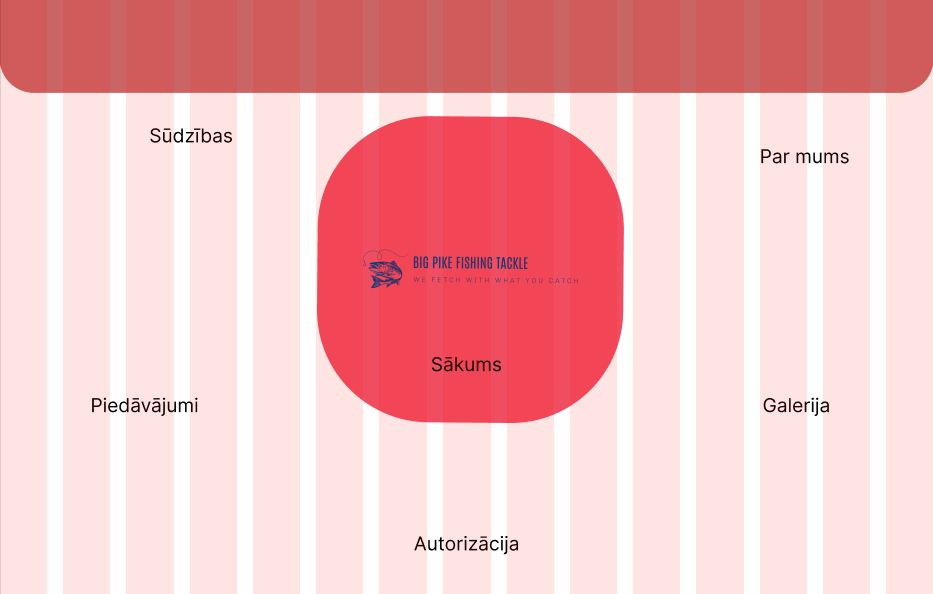 Sūdzības
Par mums
BIG PIKE FISHING TACKLE
WE FETCH WITH WHAT YOU CATCH
Sākums
Piedāvājumi
Galerija
Autorizācija